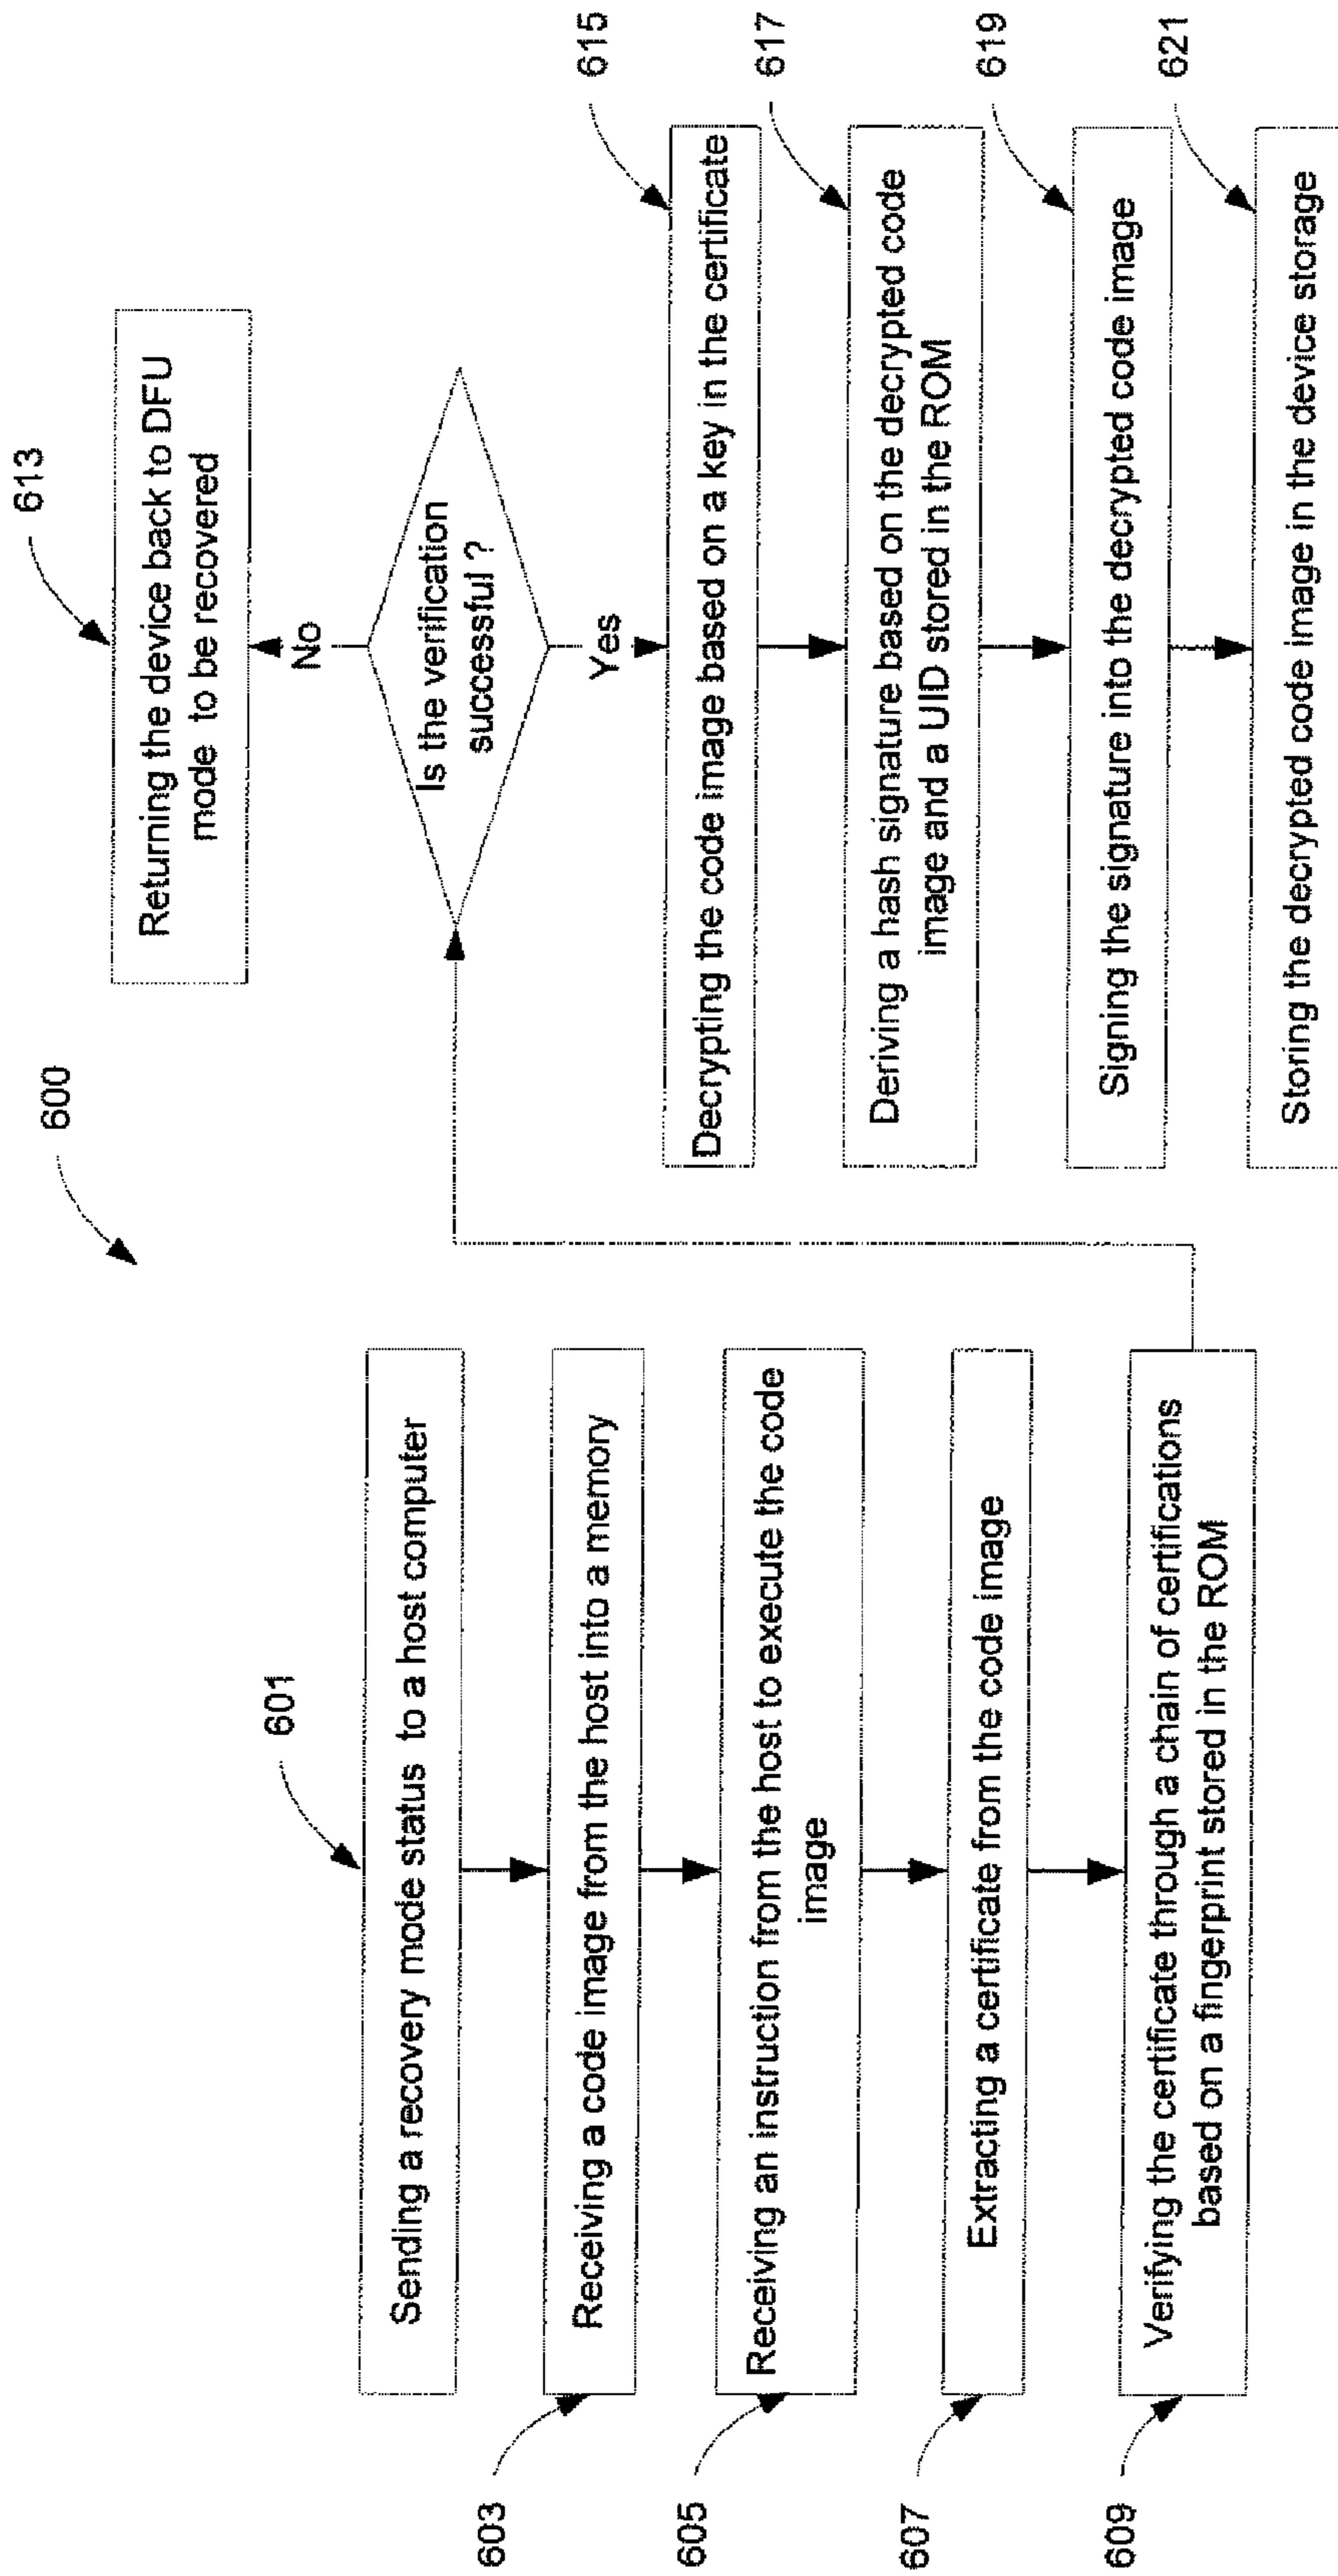 600
601
Sending a recovery mode status to a host computer
603
Receiving a code image from the host into a memory
605
Receiving an instruction from the host to execute the code
image
607
Extracting a certificate from the code image
609
Verifying the certificate through a chain of certifications
based on a fingerprint stored in the ROM
613
Returning the device back to DFU
mode to be recovered
No
Is the verification
successful ?
Yes
615
Decrypting the code image based on a key in the certificate
617
Deriving a hash signature based on the decrypted code
image and a UID stored in the ROM
619
Signing the signature into the decrypted code image
621
Storing the decrypted code image in the device storage